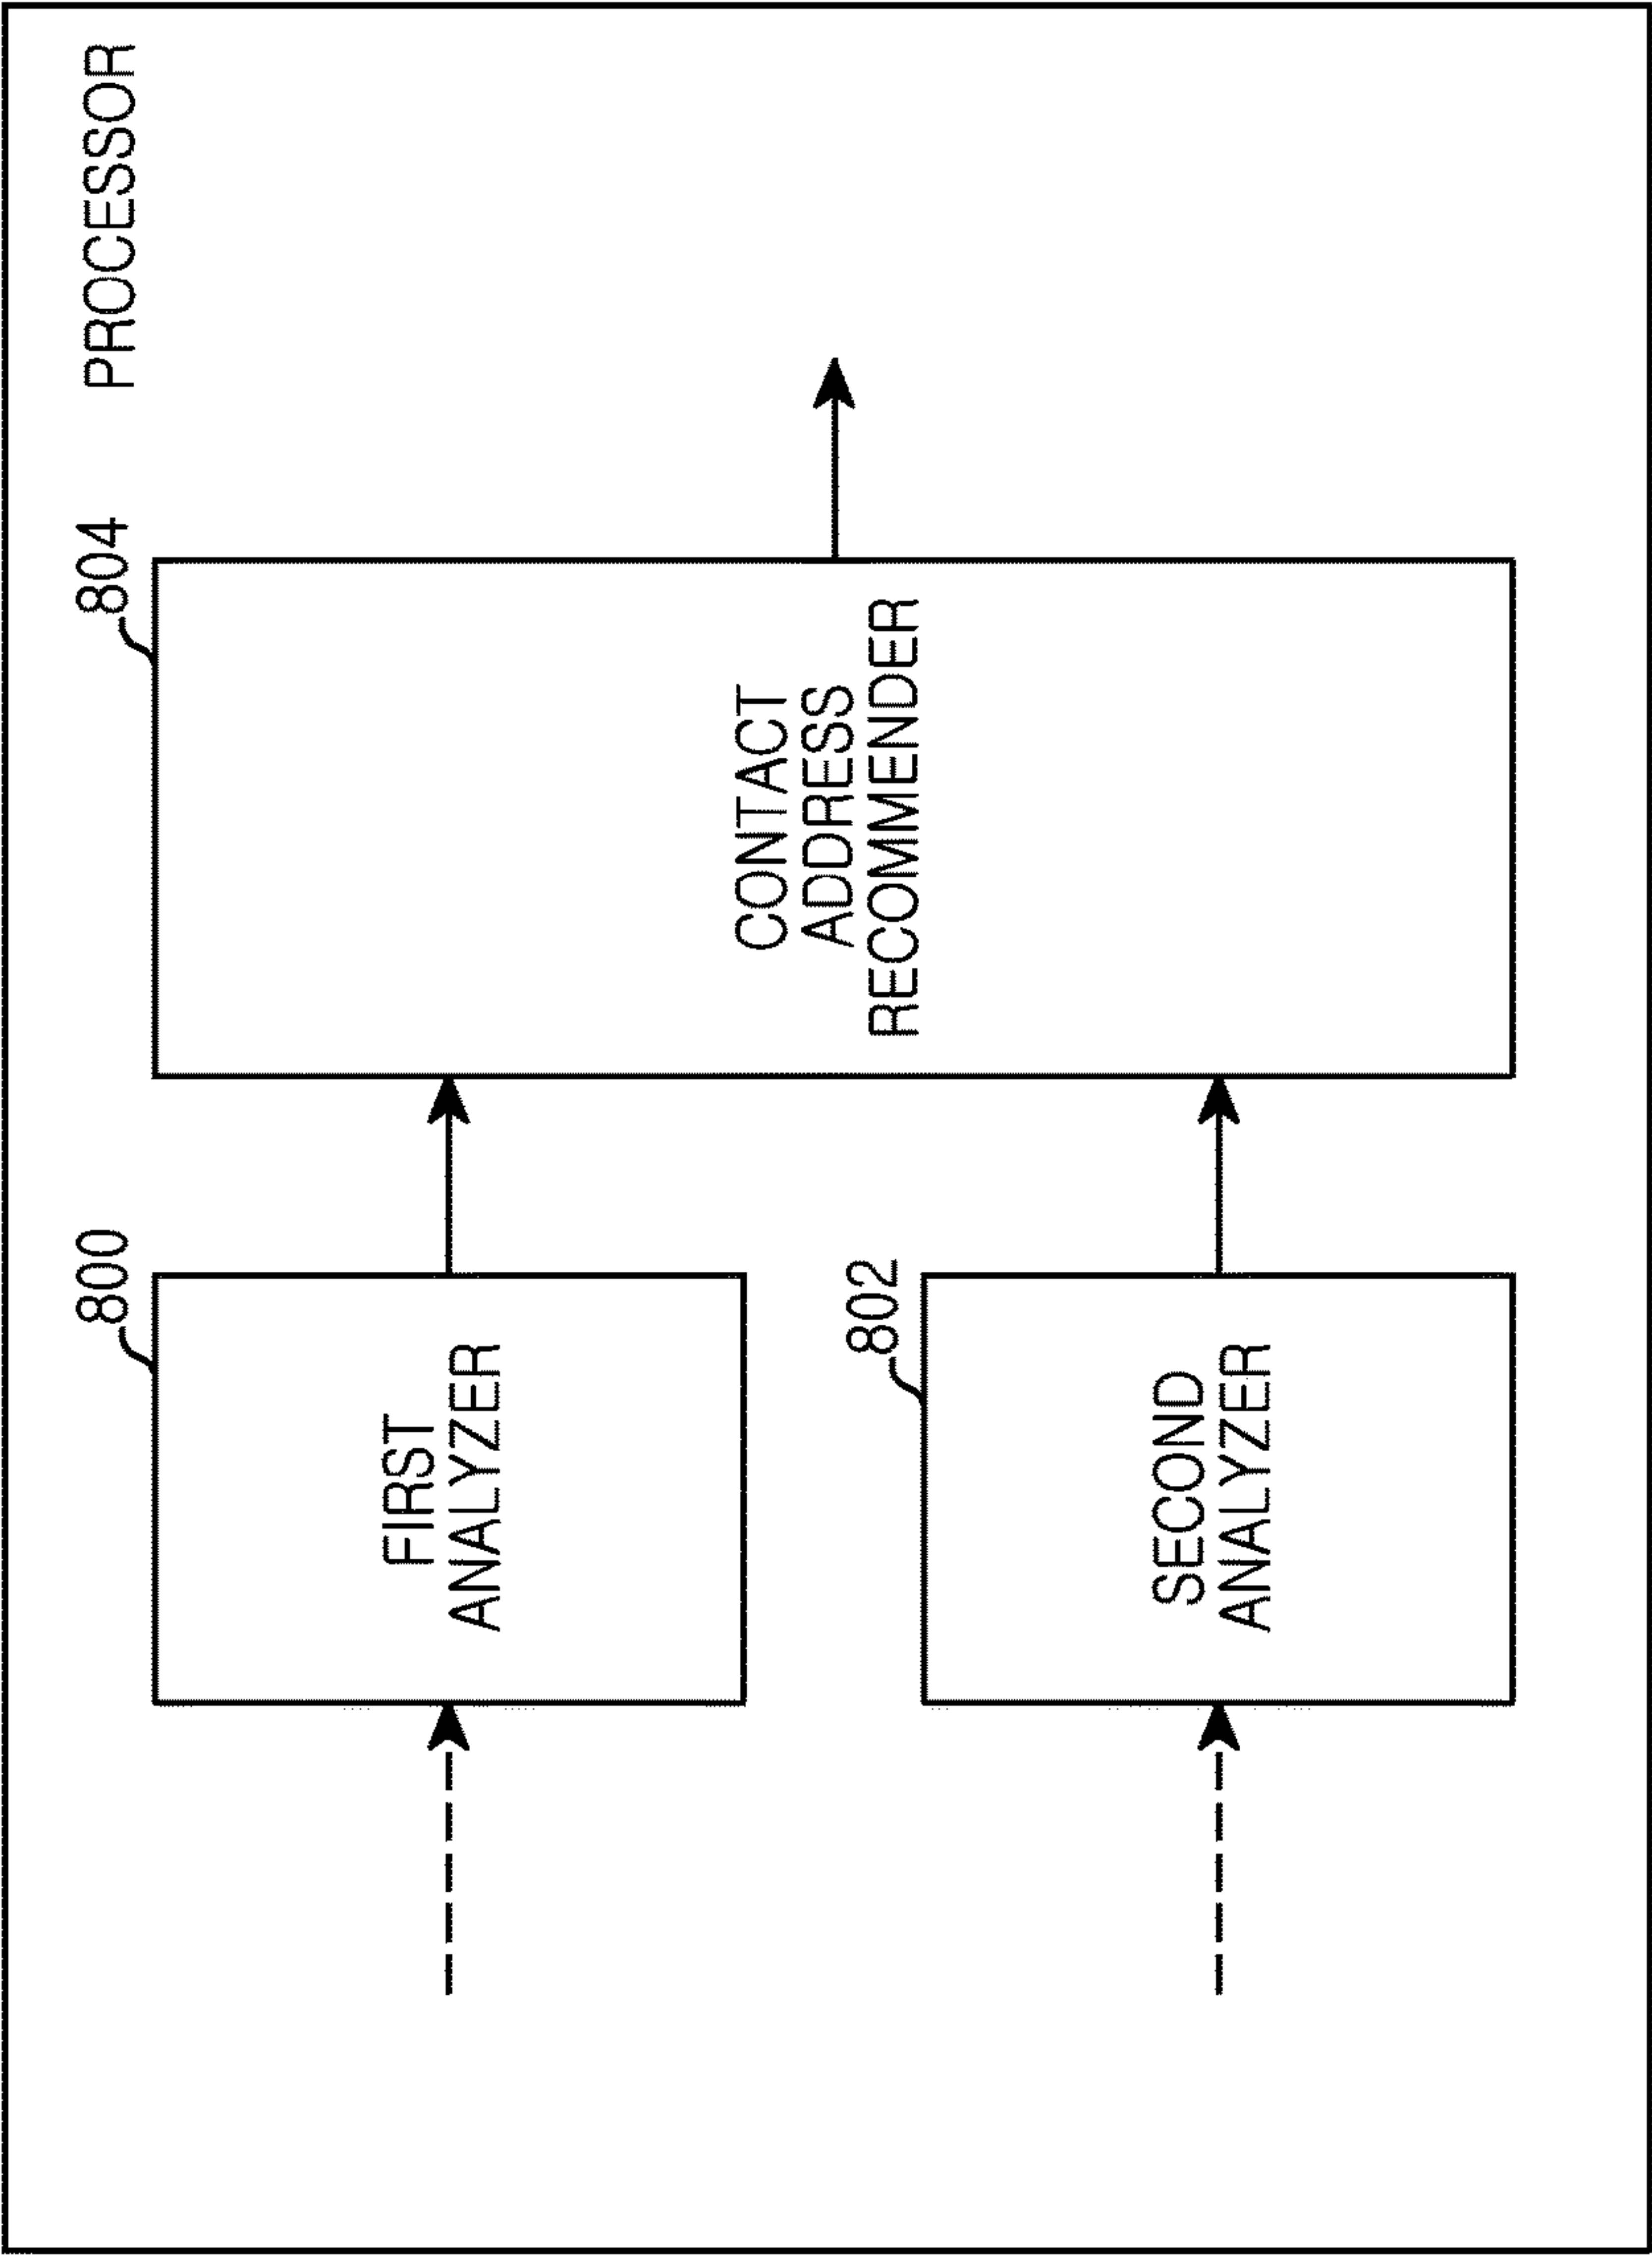 PROCESSOR
800
FIRST
ANALYZER
802
SECOND
ANALYZER
804
CONTACT
ADDRESS
RECOMMENDER